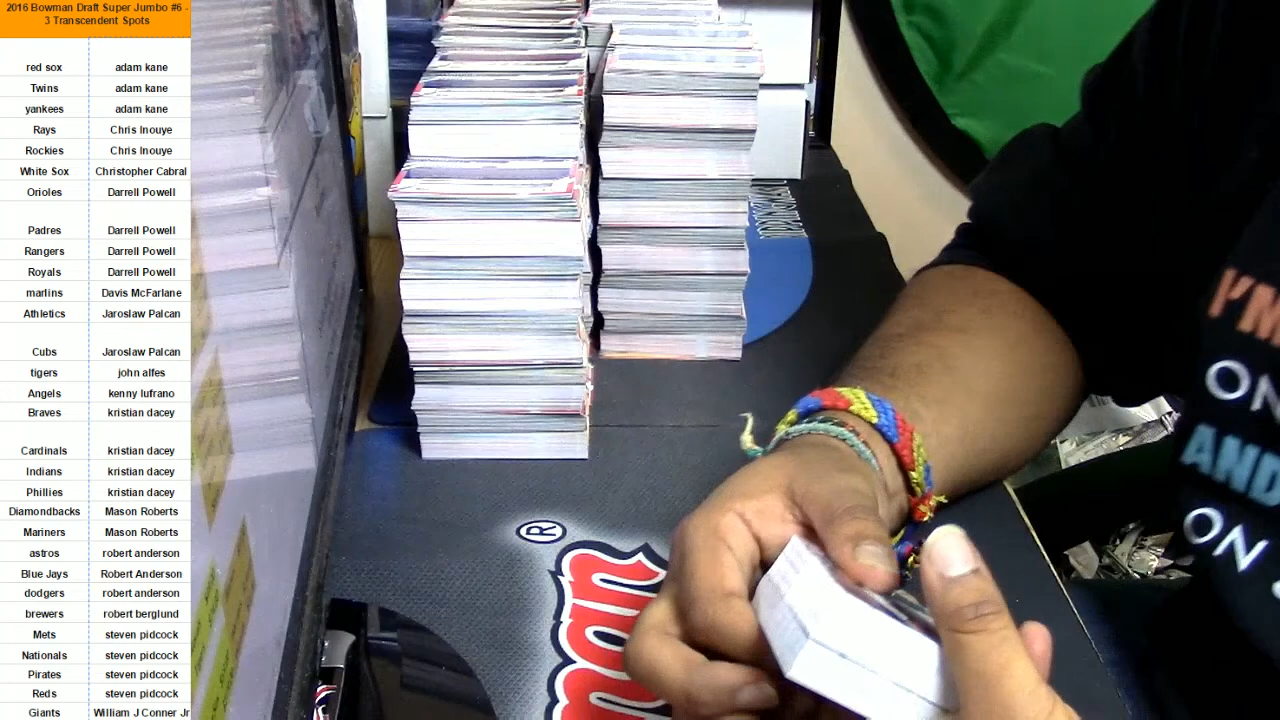 2016 Bowman Draft Super Jumbo #6 -
3 Transcendent Spots
adam kane
Twins adam kane
yankees adam kane
Rays Chris Inouye
Rockies Chris Inouye
White Sox Christopher Cabral
Orioles Darrell Powell
Padres Darrell Powell
Rangers Darrell Powell
Royals Darrell Powell
marlins Davis McFarlane
Athletics Jaroslaw Palcan
Cubs Jaroslaw Palcan
tigers john alfes
Angels kenny lufrano
Braves kristian dacey
Cardinals kristian dacey
Indians kristian dacey
Phillies kristian dacey
Diamondbacks Mason Roberts
Mariners Mason Roberts
astros robert anderson
Blue Jays Robert Anderson
dodgers robert anderson
brewers robert berglund
Mets steven pidcock
Nationals steven pidcock
Pirates steven pidcock
Reds steven pidcock
Giants William J Conner Jr
®
I'M
ON
AND
ON